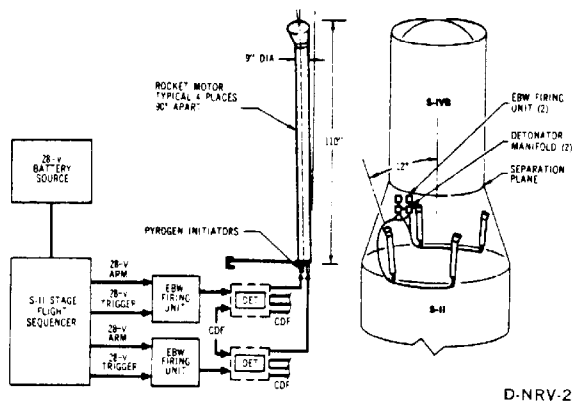 9" DIA
ROCKET MOTOR
TYPICAL 4 PLACES
90° APART
110"
28-V
BATTERY
SOURCE
PYROGEN INITIATORS
S-II STAGE
FLIGHT
SEQUENCER
28-V
ARM
28-V
TRIGGER
28-V
ARM
28-V
TRIGGER
EBW
FIRING
UNIT
EBW
FIRING
UNIT
DET
CDF
CDF
DET
CDF
S-IVB
EBW FIRING
UNIT (2)
DETONATOR
MANIFOLD (2)
SEPARATION
PLANE
12°
S-II
D-NRV-2